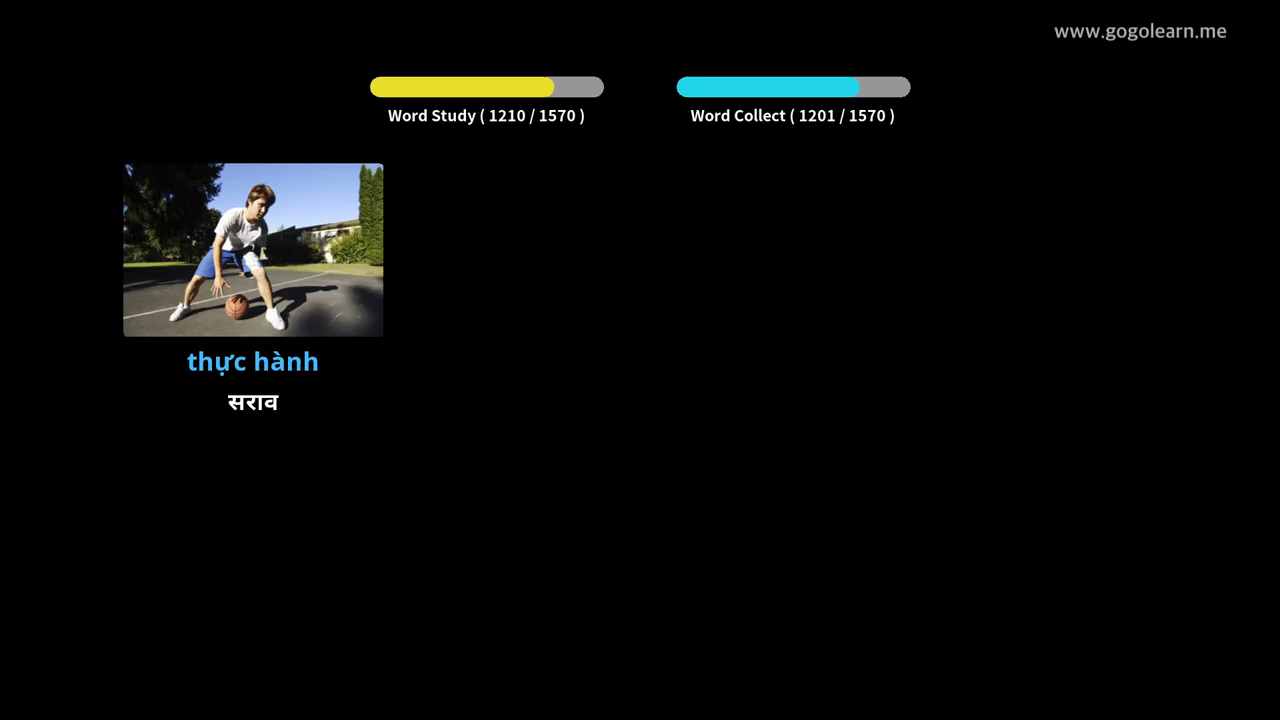 www.gogolearn.me
Word Study ( 1210 / 1570 )
Word Collect ( 1201 / 1570 )
thực hành
सराव